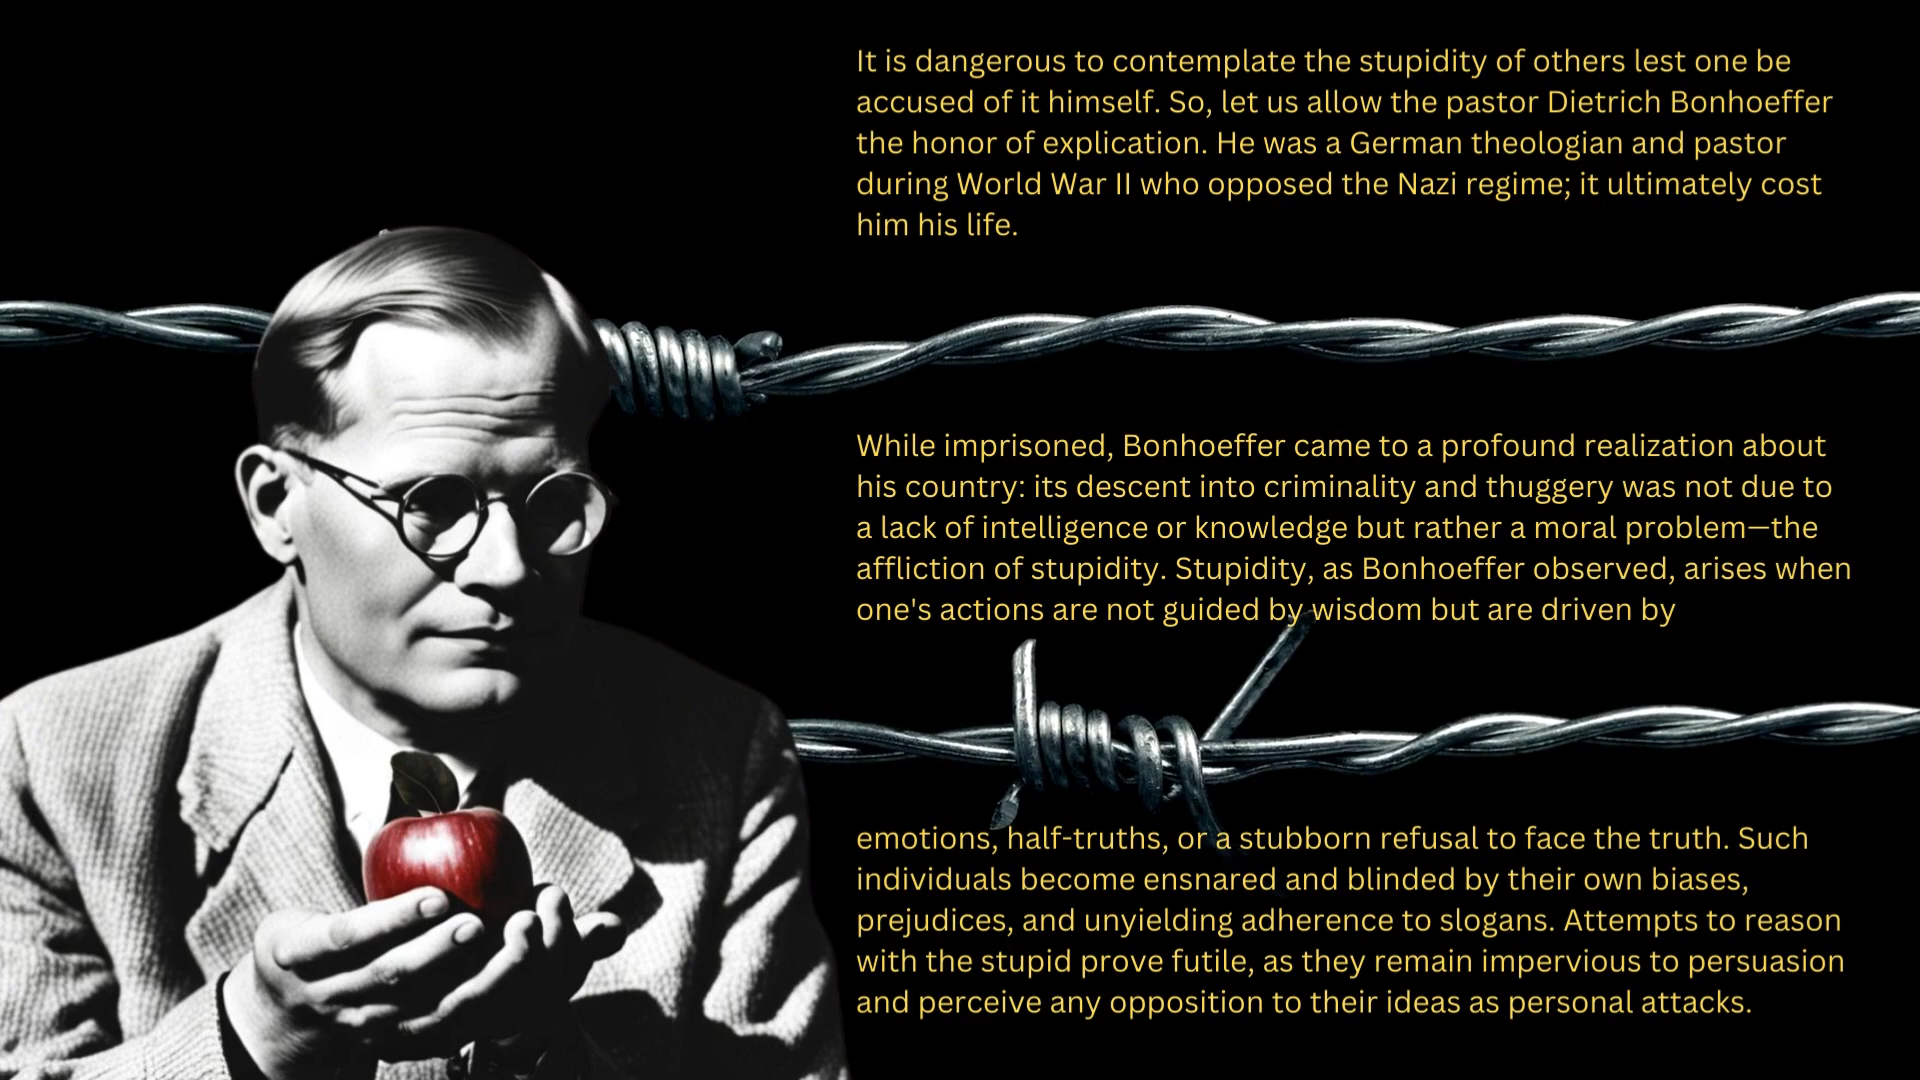 It is dangerous to contemplate the stupidity of others lest one be
accused of it himself. So, let us allow the pastor Dietrich Bonhoeffer
the honor of explication. He was a German theologian and pastor
during World War II who opposed the Nazi regime; it ultimately cost
him his life.
While imprisoned, Bonhoeffer came to a profound realization about
his country: its descent into criminality and thuggery was not due to
a lack of intelligence or knowledge but rather a moral problem—the
affliction of stupidity. Stupidity, as Bonhoeffer observed, arises when
one's actions are not guided by wisdom but are driven by
emotions, half-truths, or a stubborn refusal to face the truth. Such
individuals become ensnared and blinded by their own biases,
prejudices, and unyielding adherence to slogans. Attempts to reason
with the stupid prove futile, as they remain impervious to persuasion
and perceive any opposition to their ideas as personal attacks.